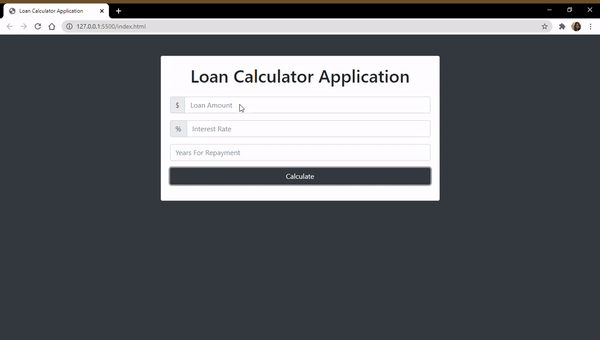 Loan Calculator Application
127.0.0.1:5500/index.html
Loan Calculator Application
$ Loan Amount
% Interest Rate
Years For Repayment
Calculate